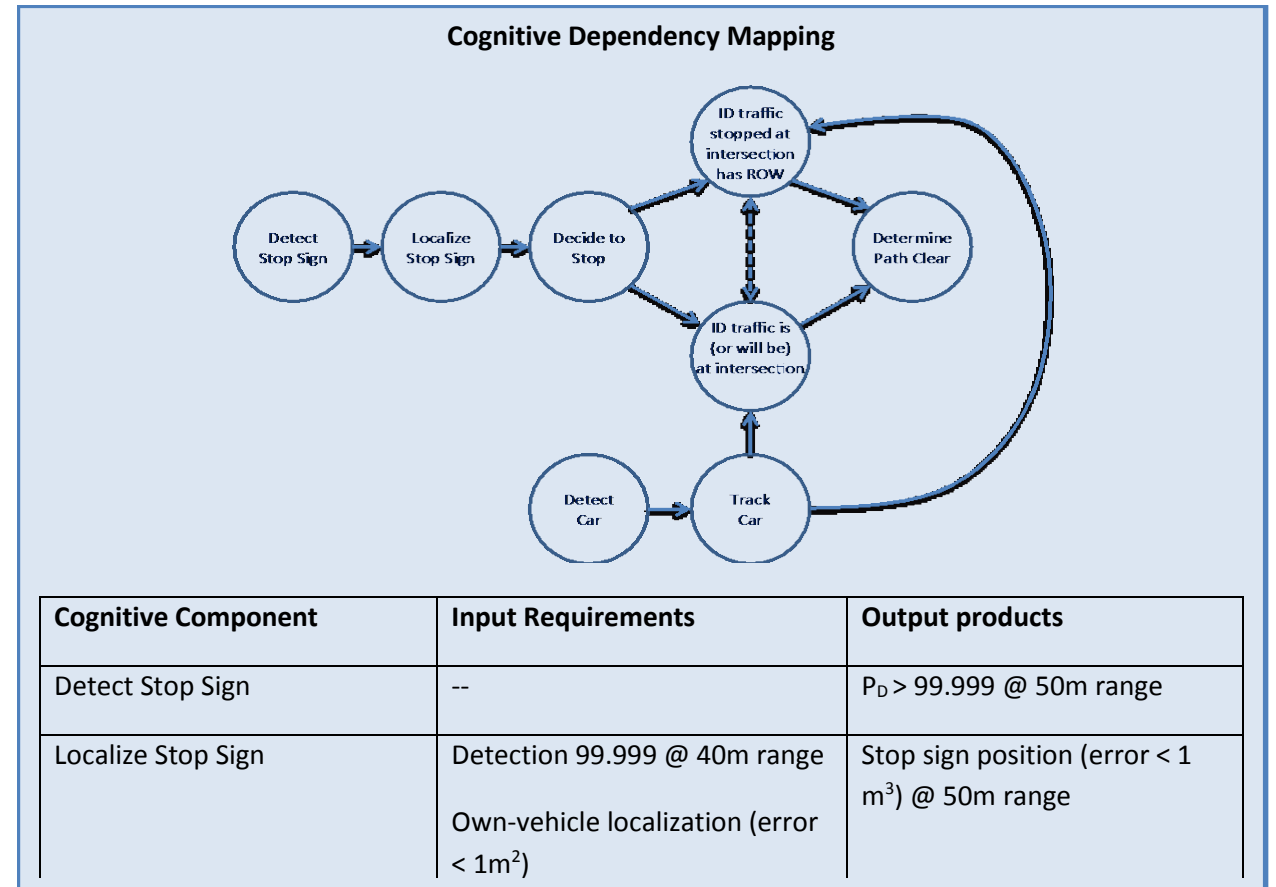 Cognitive Dependency Mapping
ID traffic
stopped at
intersection
has ROW
Detect
Stop Sign
Localize
Stop Sign
Decide to
Stop
Determine
Path Clear
ID traffic is
(or will be)
at intersection
Detect
Car
Track
Car
Cognitive Component
Input Requirements
Output products
Detect Stop Sign
--
P_D > 99.999 @ 50m range
Localize Stop Sign
Detection 99.999 @ 40m range
Own-vehicle localization (error
< 1m²)
Stop sign position (error < 1
m³) @ 50m range